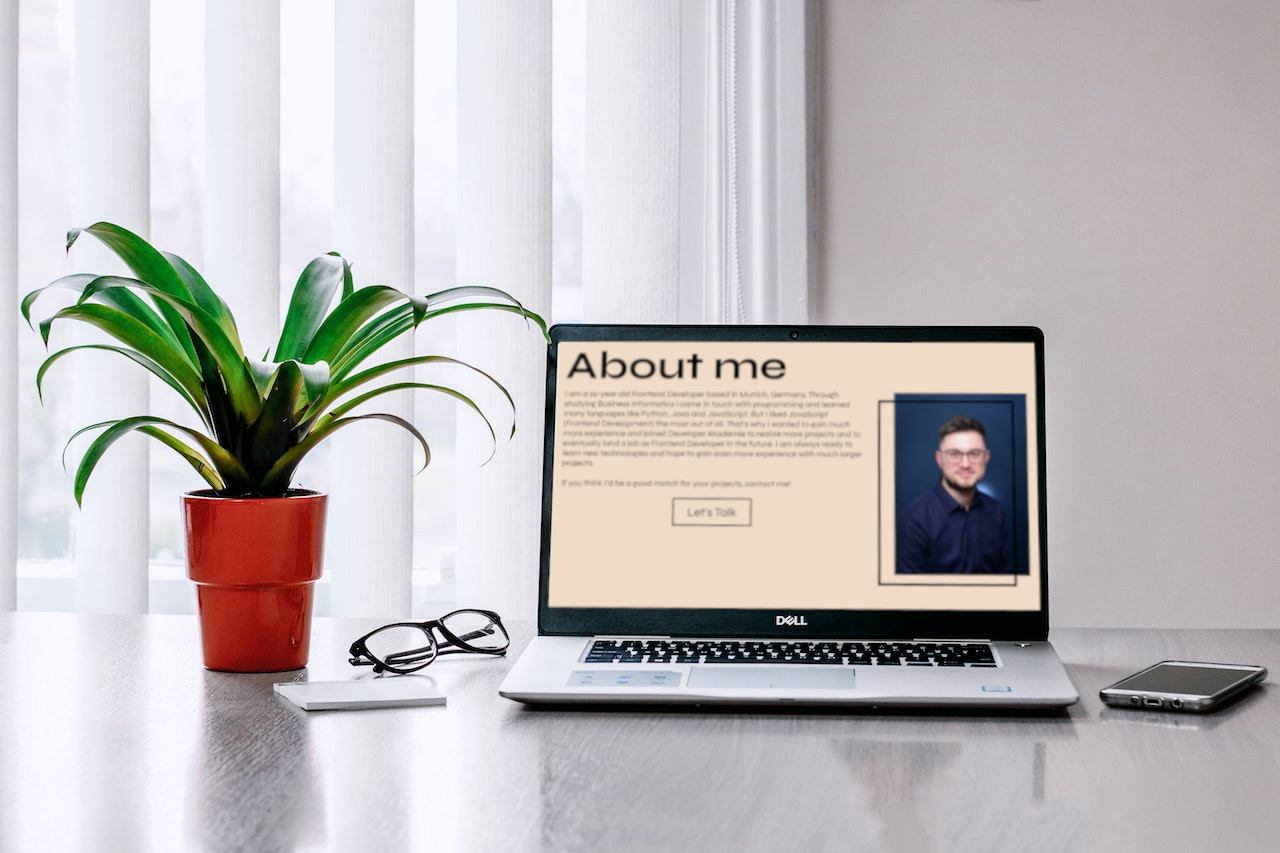 About me
I am a 22-year old Frontend Developer based in Munich, Germany. Through
studying Business Informatics i came in touch with programming and learned
many languages like Python, Java and JavaScript. But I liked JavaScript
(Frontend Development) the most out of all. That's why I wanted to gain much
more experience and joined Developer Akademie to realize more projects and to
eventually land a job as Frontend Developer in the future. I am always ready to
learn new technologies and hope to gain even more experience with much larger
projects.
If you think I'd be a good match for your projects, contact me!
Let's Talk
DELL